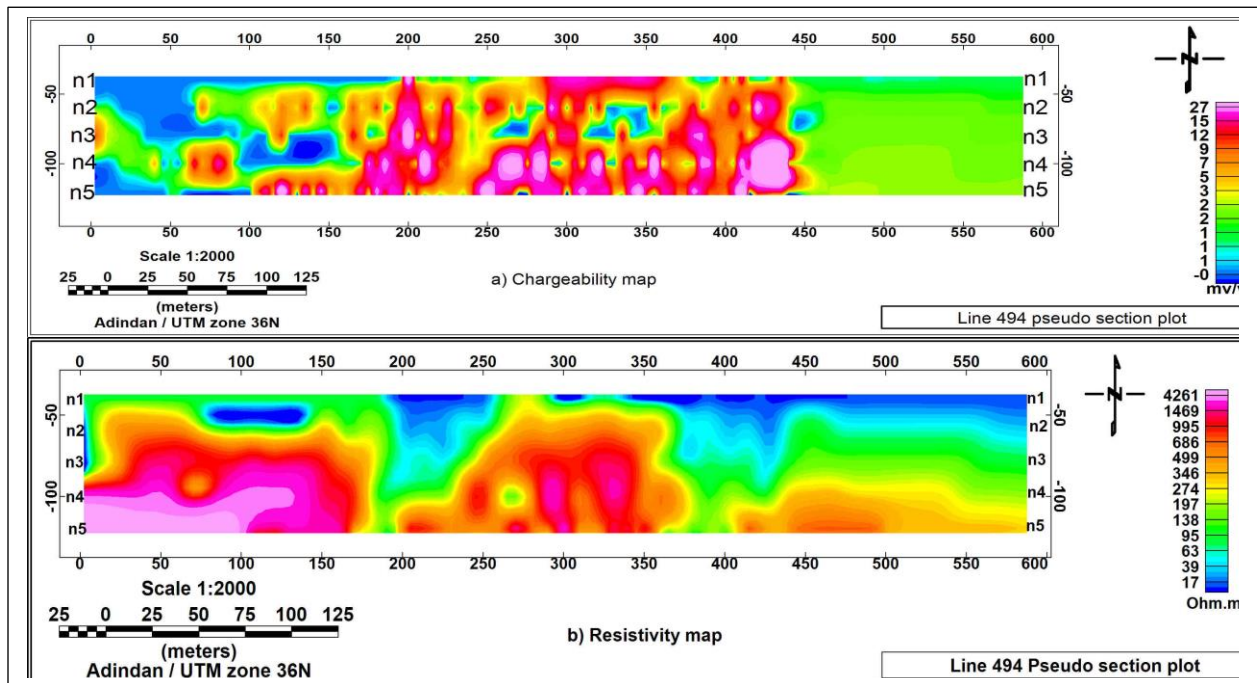 0 50 100 150 200 250 300 350 400 450 500 550 600
n1 n1
-50 -50
n2 n2
n3 n3
n4 n4
-100 -100
n5 n5
0 50 100 150 200 250 300 350 400 450 500 550 600
Z
27
15
12
9
7
5
3
2
2
1
1
-0
mv/v
Scale 1:2000
25 0 25 50 75 100 125
(meters)
Adindan / UTM zone 36N
a) Chargeability map
Line 494 pseudo section plot
0 50 100 150 200 250 300 350 400 450 500 550 600
n1 n1
-50 -50
n2 n2
n3 n3
n4 n4
-100 -100
n5 n5
0 50 100 150 200 250 300 350 400 450 500 550 600
Z
4261
1469
995
686
499
346
274
197
138
95
63
39
17
Ohm.m
Scale 1:2000
25 0 25 50 75 100 125
(meters)
Adindan / UTM zone 36N
b) Resistivity map
Line 494 Pseudo section plot